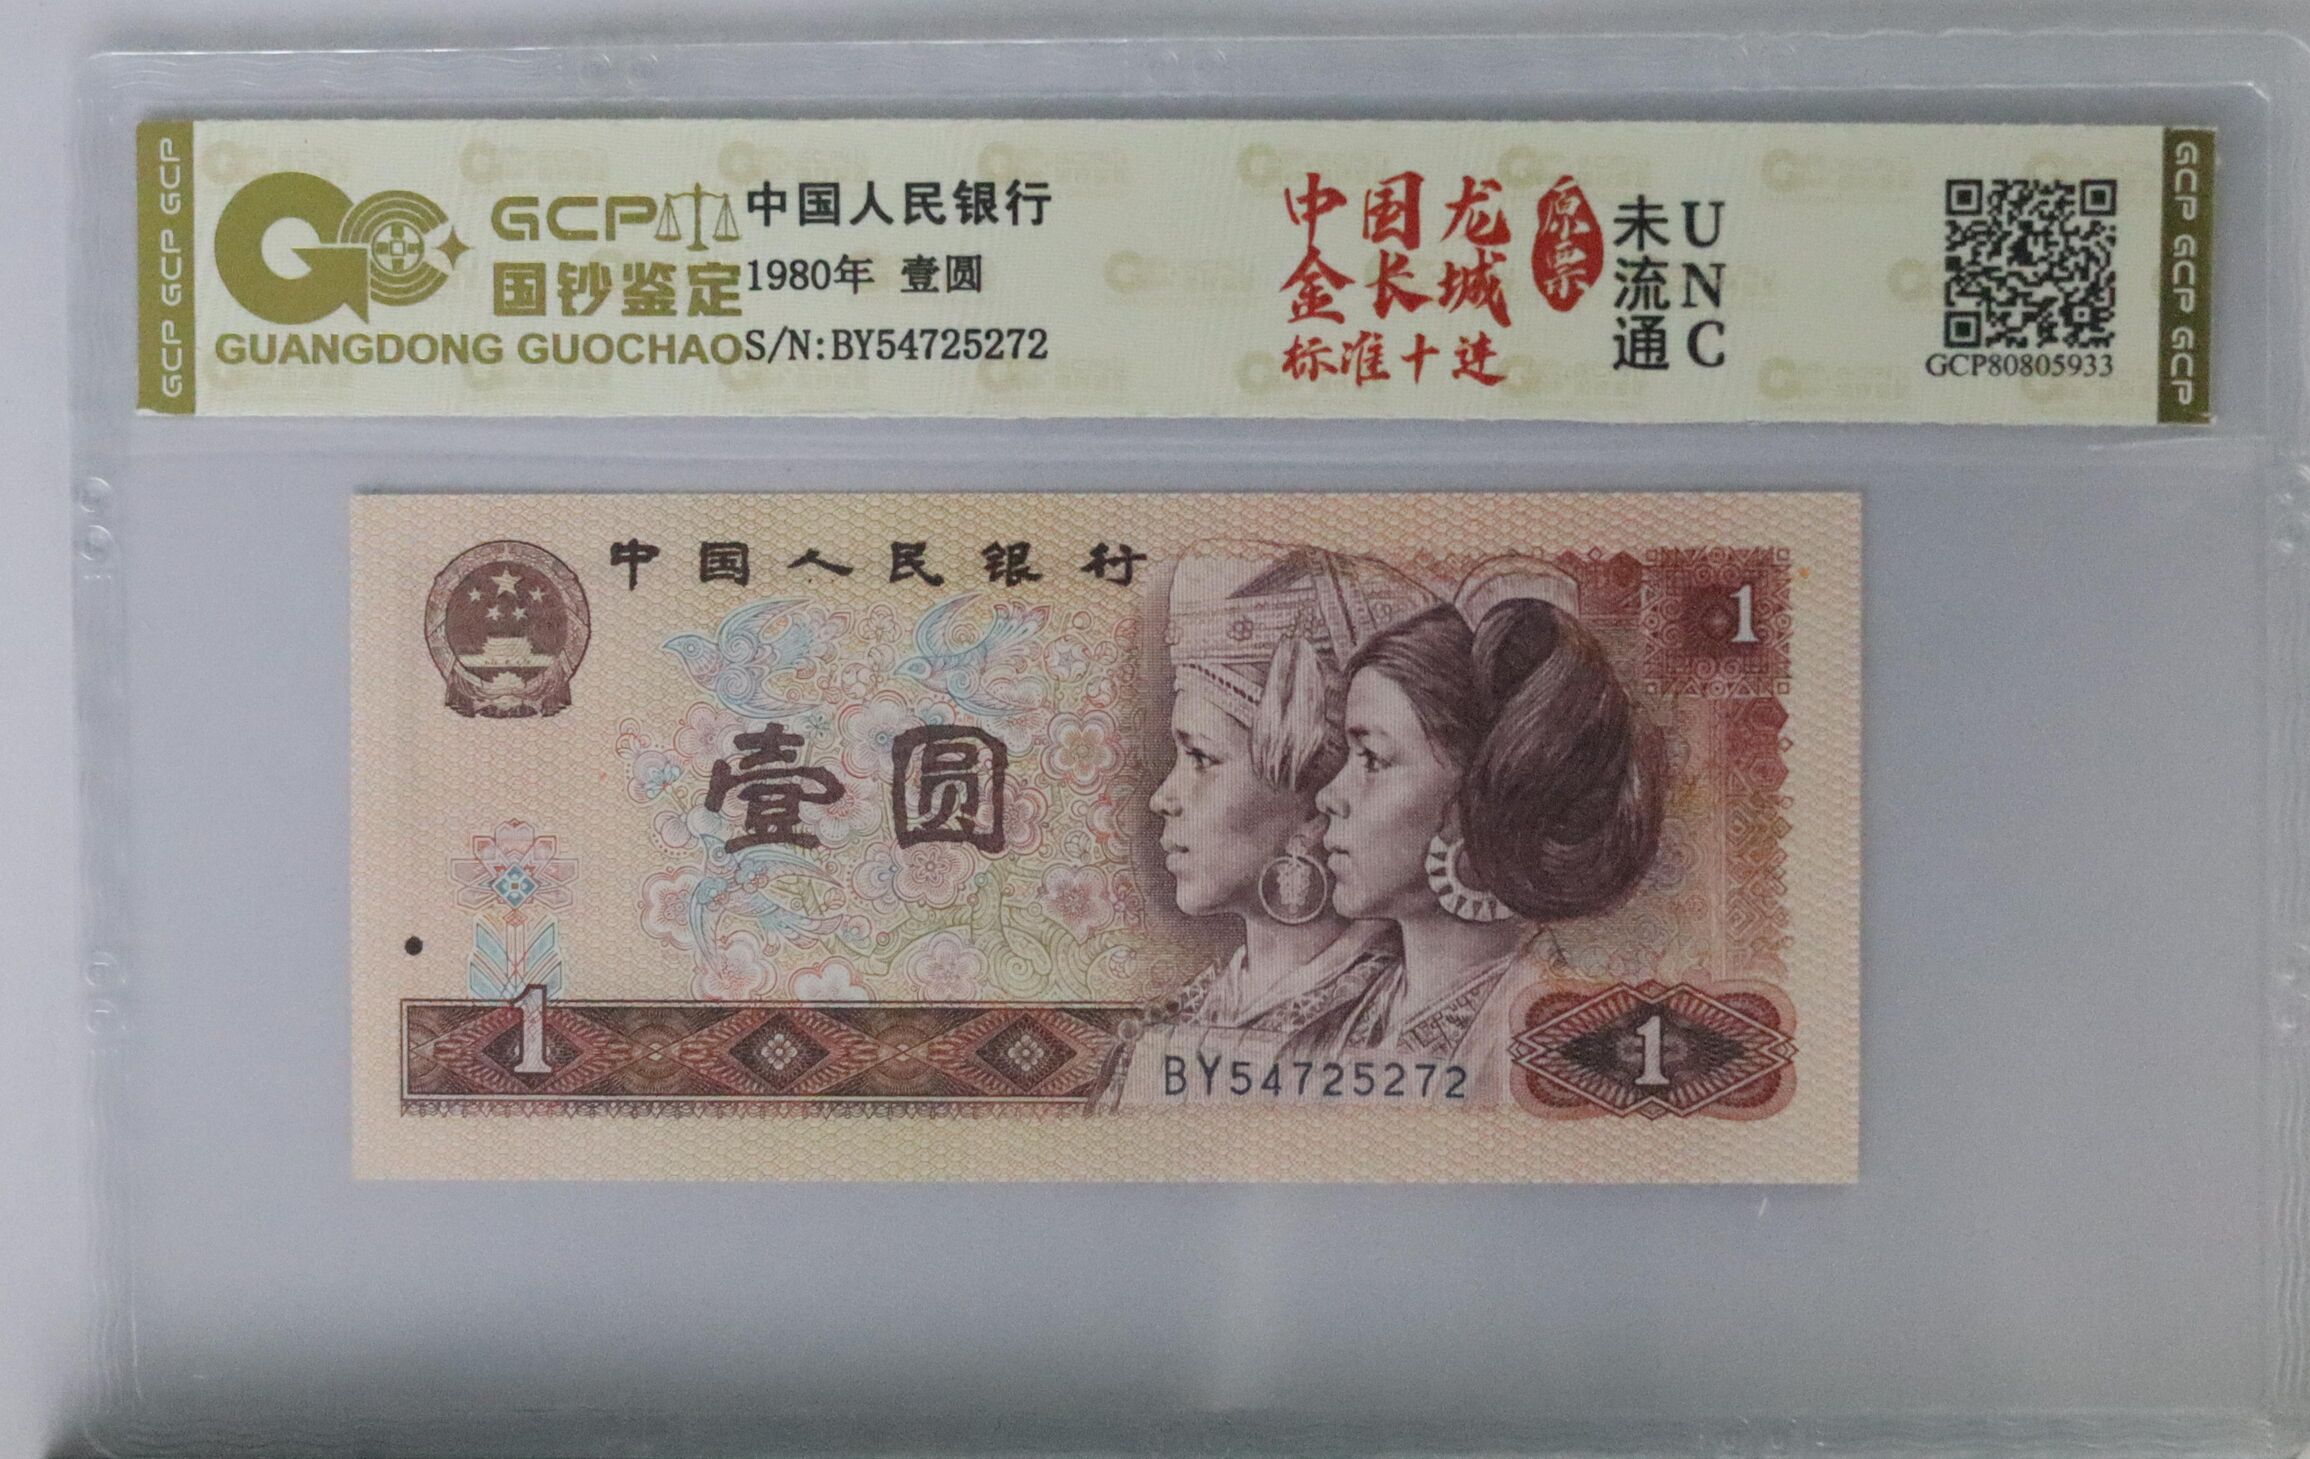 GCP GCP GCP
GCP
国钞鉴定
GUANGDONG GUOCHAO
中国人民银行
1980年 壹圆
S/N:BY54725272
中国龙
金长城
标准十连
原票
未流通
UNC
GCP80805933
GCP GCP GCP
中国人民银行
1
壹圆
1
BY54725272
1